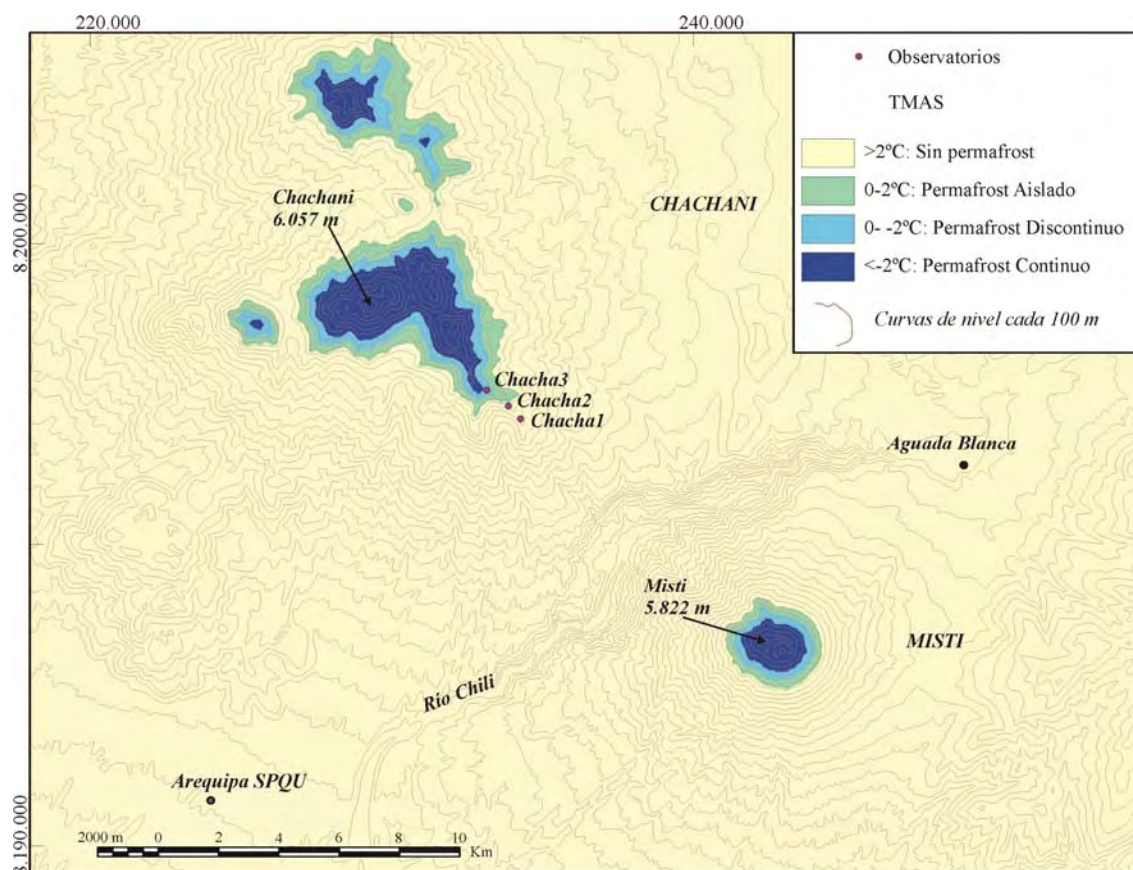 220.000
240.000
8.200.000
8.190.000
Observatorios
TMAS
>2ºC: Sin permafrost
0-2ºC: Permafrost Aislado
0- -2ºC: Permafrost Discontinuo
<-2ºC: Permafrost Continuo
Curvas de nivel cada 100 m
Chachani
6.057 m
CHACHANI
Chacha3
Chacha2
Chacha1
Aguada Blanca
Misti
5.822 m
MISTI
Río Chili
Arequipa SPQU
2000 m 0 2 4 6 8 10
Km